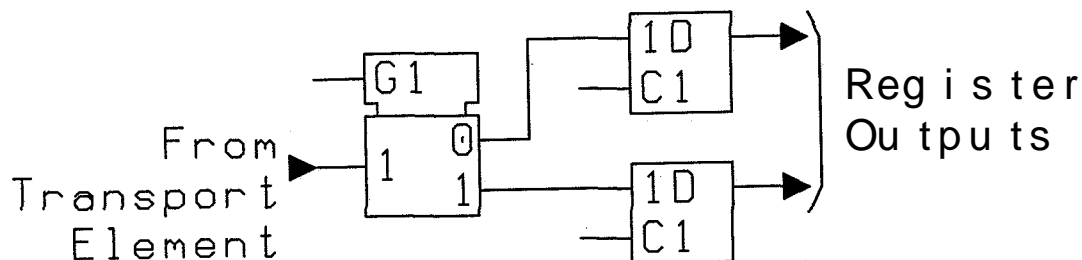 1D
C1
G1
0
1
1
1D
C1
From
Transport
Element
Register
Outputs